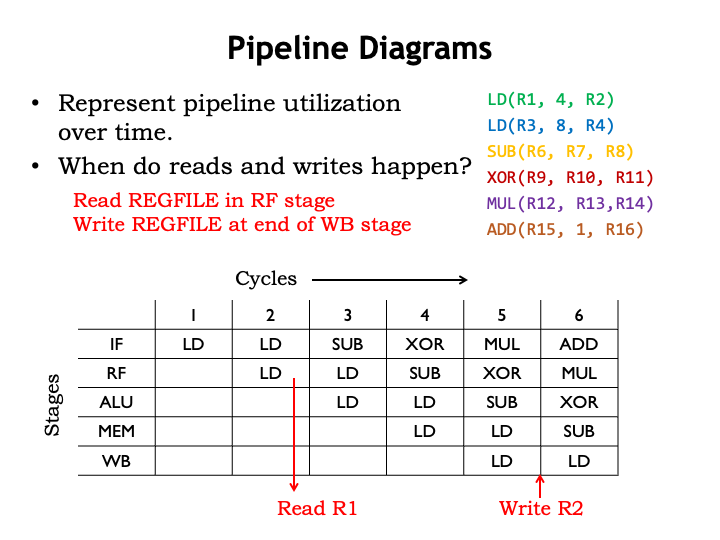 Pipeline Diagrams
• Represent pipeline utilization
over time.
• When do reads and writes happen?
Read REGFILE in RF stage
Write REGFILE at end of WB stage
LD(R1, 4, R2)
LD(R3, 8, R4)
SUB(R6, R7, R8)
XOR(R9, R10, R11)
MUL(R12, R13,R14)
ADD(R15, 1, R16)
Cycles
1 2 3 4 5 6
IF LD LD SUB XOR MUL ADD
RF LD LD SUB XOR MUL
ALU LD LD SUB XOR
MEM LD LD SUB
WB LD LD
Stages
Read R1
Write R2